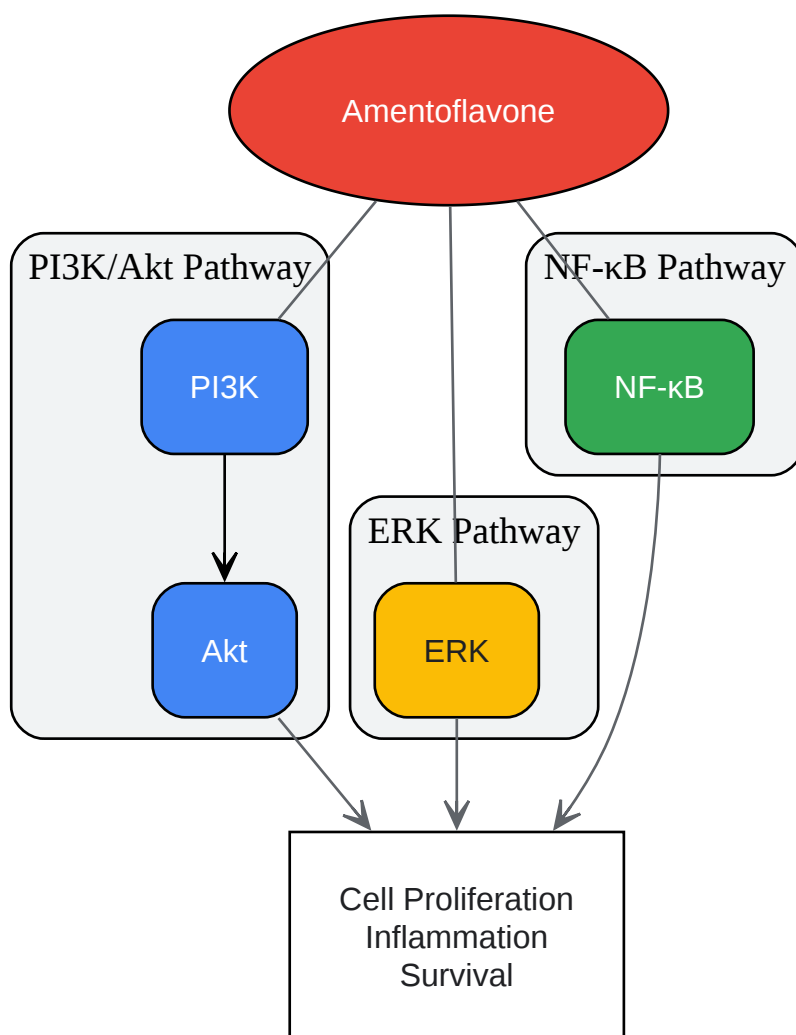 Amentoflavone
PI3K/Akt Pathway
NF-κB Pathway
PI3K
NF-κB
ERK Pathway
Akt
ERK
Cell Proliferation
Inflammation
Survival